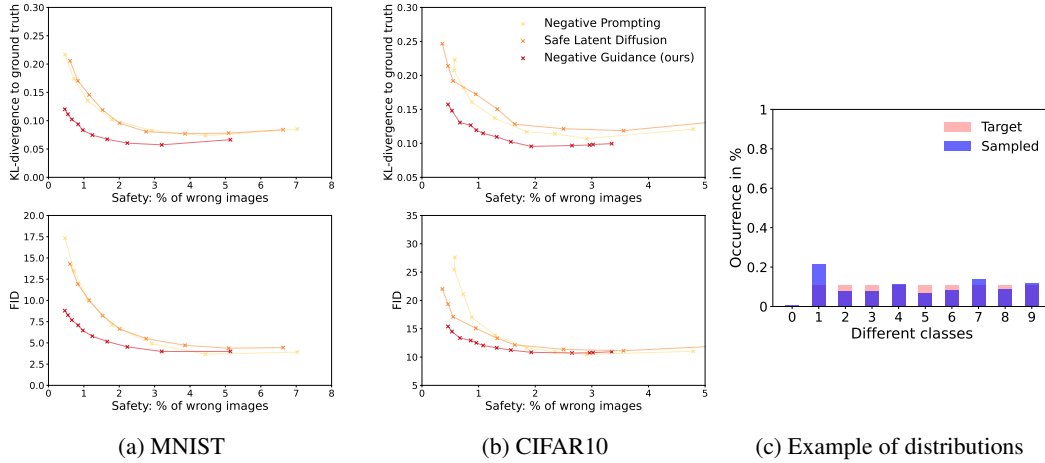 0.30
0.25
0.20
0.15
0.10
0.05
0.00
KL-divergence to ground truth
0 1 2 3 4 5 6 7 8
Safety: % of wrong images
20.0
17.5
15.0
12.5
10.0
7.5
5.0
2.5
0.0
FID
0 1 2 3 4 5 6 7 8
Safety: % of wrong images
(a) MNIST
0.30
0.25
0.20
0.15
0.10
0.05
KL-divergence to ground truth
Negative Prompting
Safe Latent Diffusion
Negative Guidance (ours)
0 1 2 3 4 5
Safety: % of wrong images
35
30
25
20
15
10
5
FID
0 1 2 3 4 5
Safety: % of wrong images
(b) CIFAR10
1
0.8
0.6
0.4
0.2
0
Occurrence in %
Target
Sampled
0 1 2 3 4 5 6 7 8 9
Different classes
(c) Example of distributions